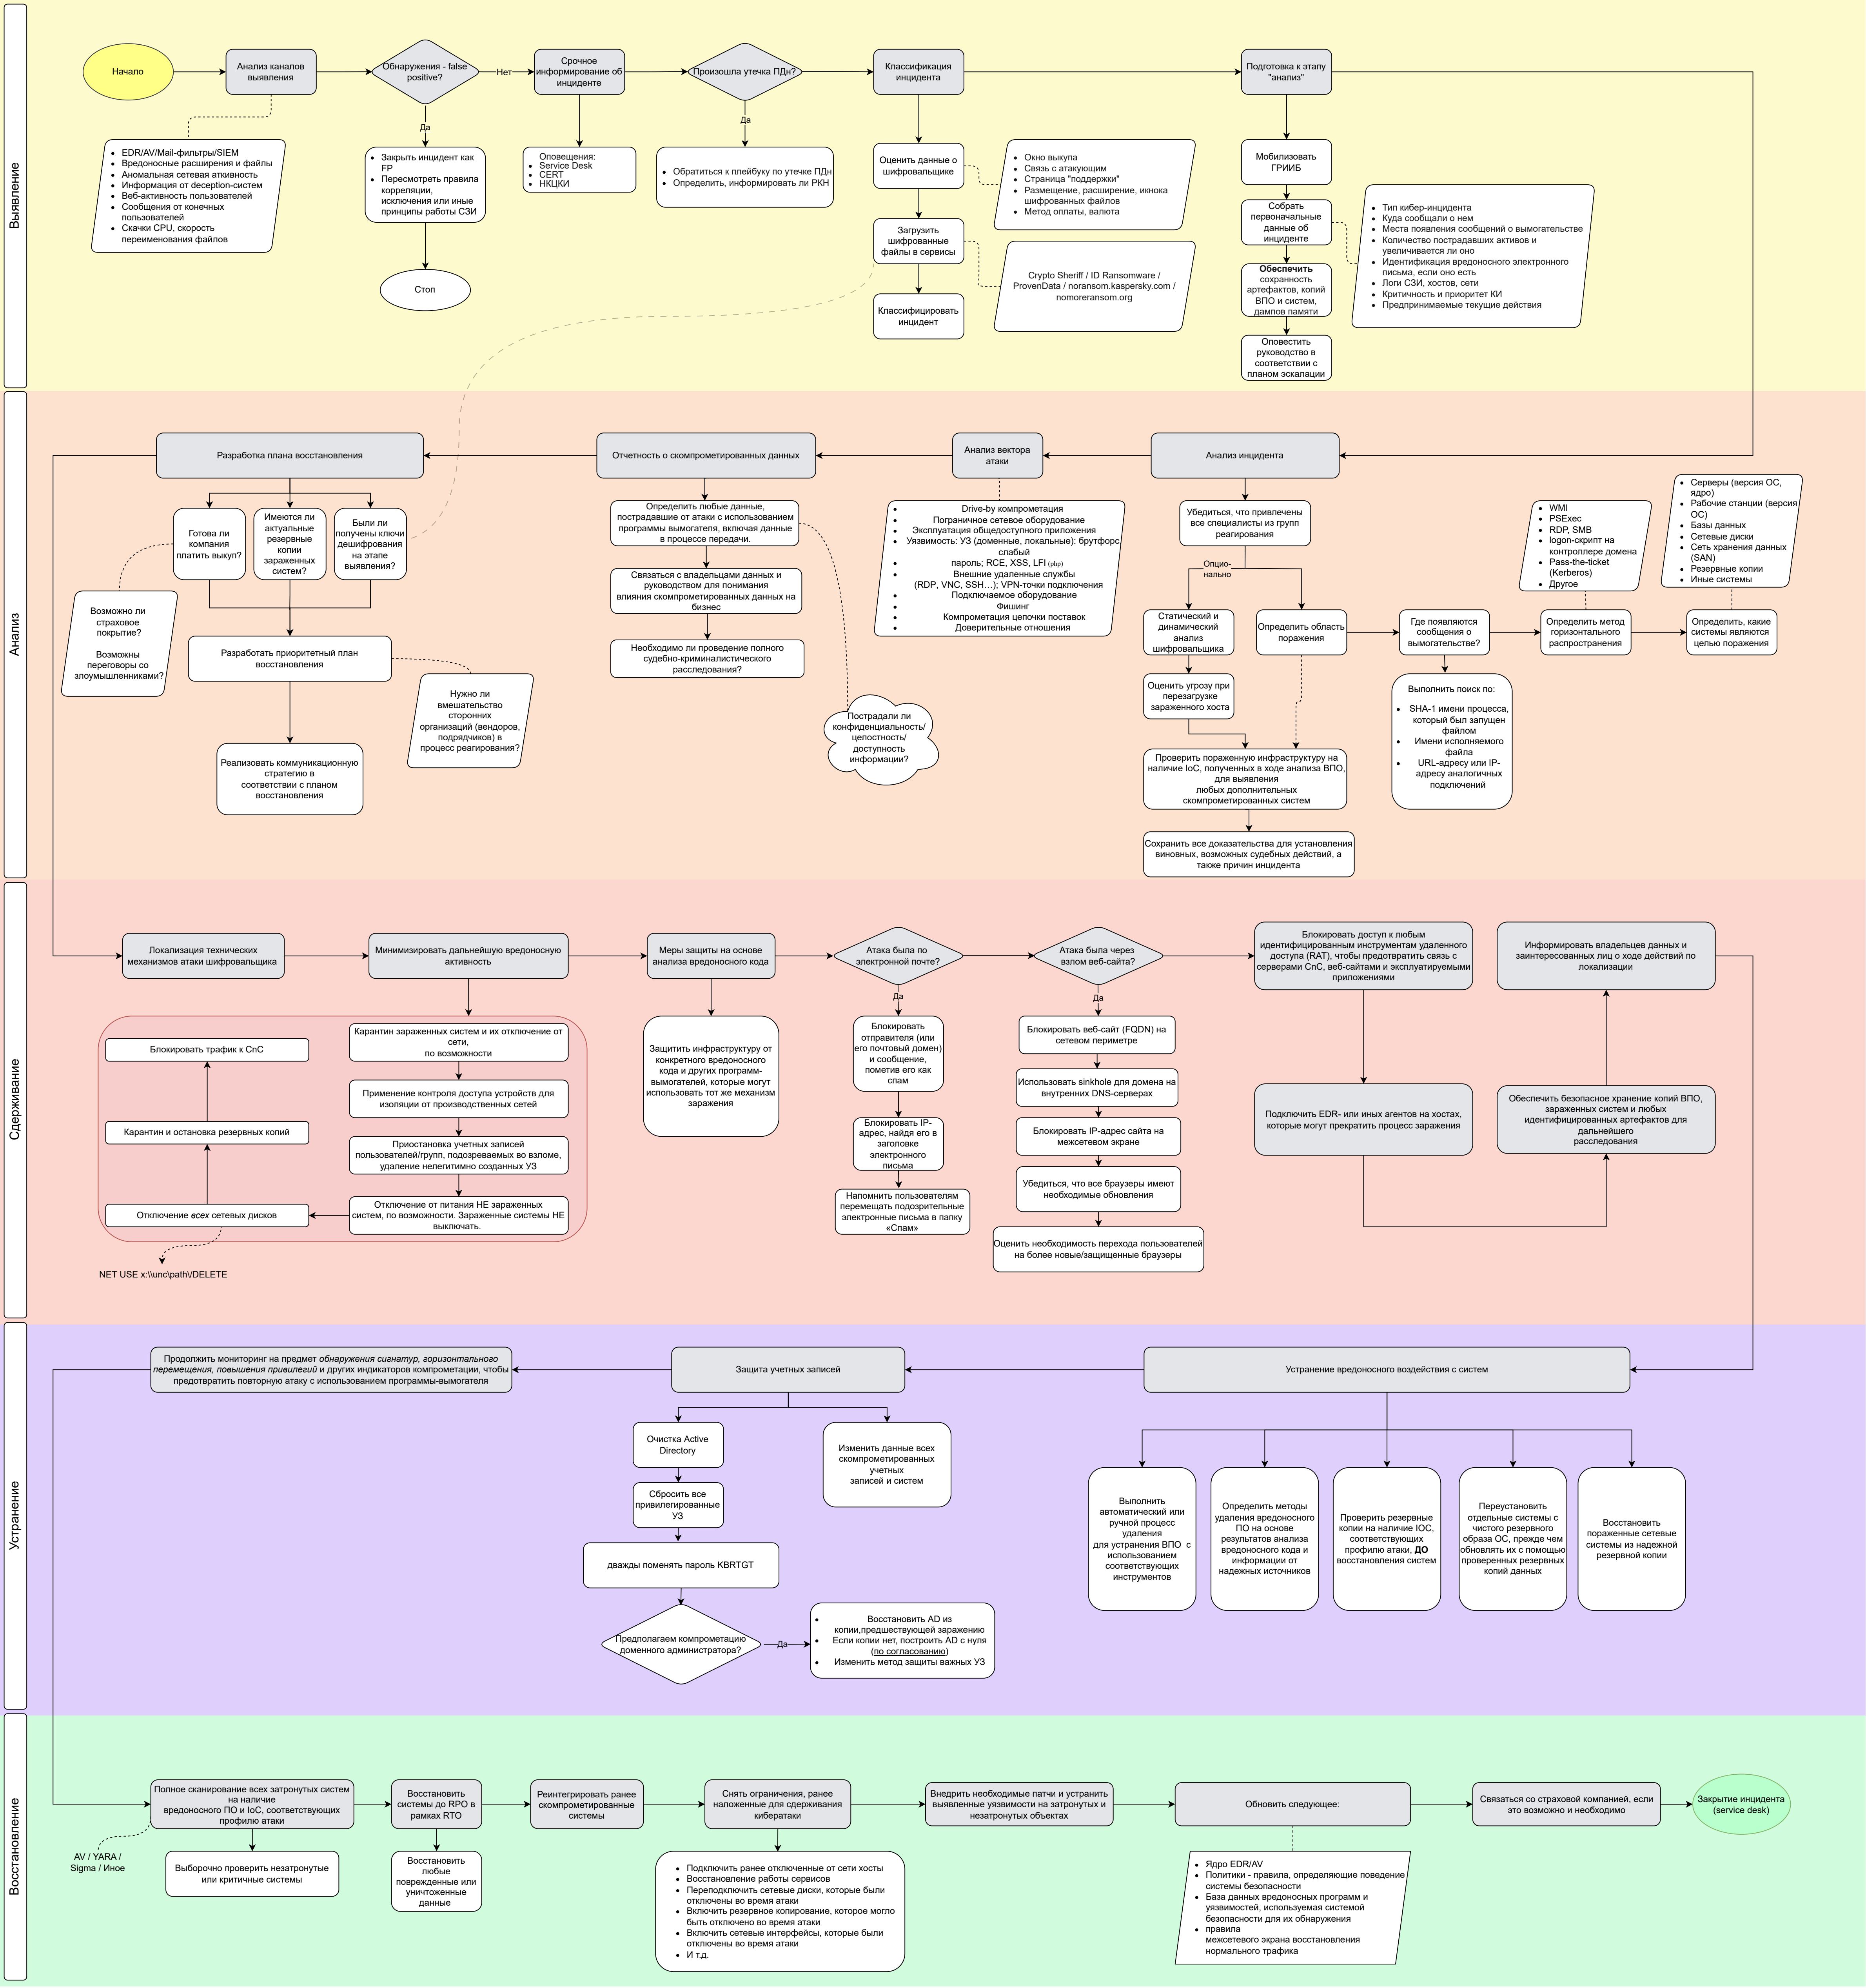 Выявление
Начало
Анализ каналов
выявления
Обнаружения - false
positive?
Нет
Срочное
информирование об
инциденте
Произошла утечка ПДн?
Классификация
инцидента
Подготовка к этапу
"анализ"
Да
Да
• EDR/AV/Mail-фильтры/SIEM
• Вредоносные расширения и файлы
• Аномальная сетевая аткивность
• Информация от deception-систем
• Веб-активность пользователей
• Сообщения от конечных
пользователей
• Скачки CPU, скорость
переименования файлов
• Закрыть инцидент как
FP
• Пересмотреть правила
корреляции,
исключения или иные
принципы работы СЗИ
Стоп
Оповещения:
• Service Desk
• CERT
• НКЦКИ
• Обратиться к плейбуку по утечке ПДн
• Определить, информировать ли РКН
Оценить данные о
шифровальщике
• Окно выкупа
• Связь с атакующим
• Страница "поддержки"
• Размещение, расширение, икнока
шифрованных файлов
• Метод оплаты, валюта
Загрузить
шифрованные
файлы в сервисы
Crypto Sheriff / ID Ransomware /
ProvenData / noransom.kaspersky.com /
nomoreransom.org
Классифицировать
инцидент
Мобилизовать
ГРИИБ
Собрать
первоначальные
данные об
инциденте
• Тип кибер-инцидента
• Куда сообщали о нем
• Места появления сообщений о вымогательстве
• Количество пострадавших активов и
увеличивается ли оно
• Идентификация вредоносного электронного
письма, если оно есть
• Логи СЗИ, хостов, сети
• Критичность и приоритет КИ
• Предпринимаемые текущие действия
Обеспечить
сохранность
артефактов, копий
ВПО и систем,
дампов памяти
Оповестить
руководство в
соответствии с
планом эскалации
Анализ
Разработка плана восстановления
Отчетность о скомпрометированных данных
Анализ вектора
атаки
Анализ инцидента
Готова ли
компания
платить выкуп?
Имеются ли
актуальные
резервные
копии
зараженных
систем?
Были ли
получены ключи
дешифрования
на этапе
выявления?
Возможно ли
страховое
покрытие?
Возможны
переговоры со
злоумышленниками?
Разработать приоритетный план
восстановления
Нужно ли
вмешательство
сторонних
организаций (вендоров,
подрядчиков) в
процесс реагирования?
Реализовать коммуникационную
стратегию в
соответствии с планом
восстановления
Определить любые данные,
пострадавшие от атаки с использованием
программы вымогателя, включая данные
в процессе передачи.
Связаться с владельцами данных и
руководством для понимания
влияния скомпрометированных данных на
бизнес
Необходимо ли проведение полного
судебно-криминалистического
расследования?
Пострадали ли
конфиденциальность/
целостность/
доступность
информации?
• Drive-by компрометация
• Пограничное сетевое оборудование
• Эксплуатация общедоступного приложения
• Уязвимость: УЗ (доменные, локальные): брутфорс,
слабый
пароль; RCE, XSS, LFI (php)
• Внешние удаленные службы
(RDP, VNC, SSH…); VPN-точки подключения
• Подключаемое оборудование
• Фишинг
• Компрометация цепочки поставок
• Доверительные отношения
Убедиться, что привлечены
все специалисты из групп
реагирования
Опцио-
нально
Статический и
динамический
анализ
шифровальщика
Определить область
поражения
Где появляются
сообщения о
вымогательстве?
Определить метод
горизонтального
распространения
Определить, какие
системы являются
целью поражения
• WMI
• PSExec
• RDP, SMB
• logon-скрипт на
контроллере домена
• Pass-the-ticket
(Kerberos)
• Другое
• Серверы (версия ОС,
ядро)
• Рабочие станции (версия
ОС)
• Базы данных
• Сетевые диски
• Сеть хранения данных
(SAN)
• Резервные копии
• Иные системы
Оценить угрозу при
перезагрузке
зараженного хоста
Выполнить поиск по:
• SHA-1 имени процесса,
который был запущен
файлом
• Имени исполняемого
файла
• URL-адресу или IP-
адресу аналогичных
подключений
Проверить пораженную инфраструктуру на
наличие IoC, полученных в ходе анализа ВПО,
для выявления
любых дополнительных
скомпрометированных систем
Сохранить все доказательства для установления
виновных, возможных судебных действий, а
также причин инцидента
Сдерживание
Локализация технических
механизмов атаки шифровальщика
Минимизировать дальнейшую вредоносную
активность
Меры защиты на основе
анализа вредоносного кода
Атака была по
электронной почте?
Атака была через
взлом веб-сайта?
Блокировать доступ к любым
идентифицированным инструментам удаленного
доступа (RAT), чтобы предотвратить связь с
серверами CnC, веб-сайтами и эксплуатируемыми
приложениями
Информировать владельцев данных и
заинтересованных лиц о ходе действий по
локализации
Да
Да
Блокировать трафик к CnC
Карантин зараженных систем и их отключение от
сети,
по возможности
Применение контроля доступа устройств для
изоляции от производственных сетей
Карантин и остановка резервных копий
Приостановка учетных записей
пользователей/групп, подозреваемых во взломе,
удаление нелегитимно созданных УЗ
Отключение всех сетевых дисков
Отключение от питания НЕ зараженных
систем, по возможности. Зараженные системы НЕ
выключать.
NET USE x:\\unc\path\/DELETE
Защитить инфраструктуру от
конкретного вредоносного
кода и других программ-
вымогателей, которые могут
использовать тот же механизм
заражения
Блокировать
отправителя (или
его почтовый домен)
и сообщение,
пометив его как
спам
Блокировать IP-
адрес, найдя его в
заголовке
электронного
письма
Напомнить пользователям
перемещать подозрительные
электронные письма в папку
«Спам»
Блокировать веб-сайт (FQDN) на
сетевом периметре
Использовать sinkhole для домена на
внутренних DNS-серверах
Блокировать IP-адрес сайта на
межсетевом экране
Убедиться, что все браузеры имеют
необходимые обновления
Оценить необходимость перехода пользователей
на более новые/защищенные браузеры
Подключить EDR- или иных агентов на хостах,
которые могут прекратить процесс заражения
Обеспечить безопасное хранение копий ВПО,
зараженных систем и любых
идентифицированных артефактов для
дальнейшего
расследования
Устранение
Продолжить мониторинг на предмет обнаружения сигнатур, горизонтального
перемещения, повышения привилегий и других индикаторов компрометации, чтобы
предотвратить повторную атаку с использованием программы-вымогателя
Защита учетных записей
Устранение вредоносного воздействия с систем
Очистка Active
Directory
Изменить данные всех
скомпрометированных
учетных
записей и систем
Сбросить все
привилегированные
УЗ
дважды поменять пароль KBRTGT
Предполагаем компрометацию
доменного администратора?
Да
• Восстановить AD из
копии,предшествующей заражению
• Если копии нет, построить AD с нуля
(по согласованию)
• Изменить метод защиты важных УЗ
Выполнить
автоматический или
ручной процесс
удаления
для устранения ВПО с
использованием
соответствующих
инструментов
Определить методы
удаления вредоносного
ПО на основе
результатов анализа
вредоносного кода и
информации от
надежных источников
Проверить резервные
копии на наличие IOC,
соответствующих
профилю атаки, ДО
восстановления систем
Переустановить
отдельные системы с
чистого резервного
образа ОС, прежде чем
обновлять их с помощью
проверенных резервных
копий данных
Восстановить
пораженные сетевые
системы из надежной
резервной копии
Восстановление
Полное сканирование всех затронутых систем
на наличие
вредоносного ПО и IoC, соответствующих
профилю атаки
Восстановить
системы до RPO в
рамках RTO
Реинтегрировать ранее
скомпрометированные
системы
Снять ограничения, ранее
наложенные для сдерживания
кибератаки
Внедрить необходимые патчи и устранить
выявленные уязвимости на затронутых и
незатронутых объектах
Обновить следующее:
Связаться со страховой компанией, если
это возможно и необходимо
Закрытие инцидента
(service desk)
AV / YARA /
Sigma / Иное
Выборочно проверить незатронутые
или критичные системы
Восстановить
любые
поврежденные или
уничтоженные
данные
• Подключить ранее отключенные от сети хосты
• Восстановление работы сервисов
• Переподключить сетевые диски, которые были
отключены во время атаки
• Включить резервное копирование, которое могло
быть отключено во время атаки
• Включить сетевые интерфейсы, которые были
отключены во время атаки
• И т.д.
• Ядро EDR/AV
• Политики - правила, определяющие поведение
системы безопасности
• База данных вредоносных программ и
уязвимостей, используемая системой
безопасности для их обнаружения
• правила
межсетевого экрана восстановления
нормального трафика